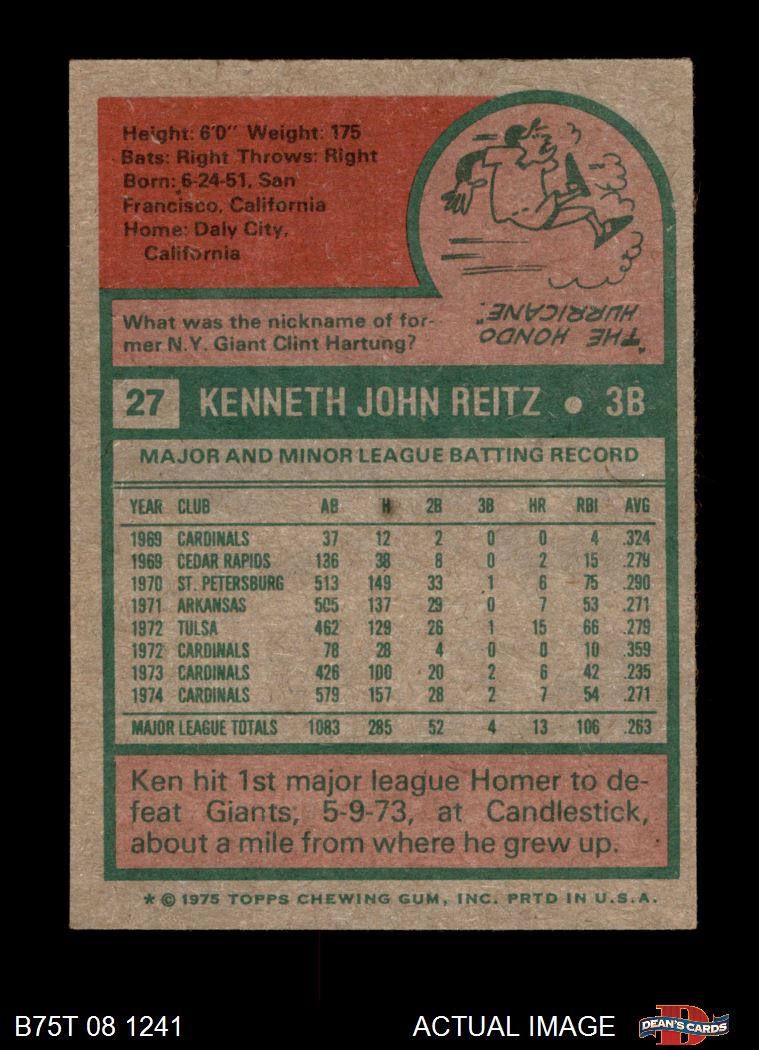 Height: 6'0" Weight: 175
Bats: Right Throws: Right
Born: 6-24-51, San
Francisco, California
Home: Daly City,
California
What was the nickname of for-
mer N.Y. Giant Clint Hartung?
"THE HONDO
HURRICANE."
27 KENNETH JOHN REITZ • 3B
MAJOR AND MINOR LEAGUE BATTING RECORD
YEAR CLUB AB H 2B 3B HR RBI AVG
1969 CARDINALS 37 12 2 0 0 4 .324
1969 CEDAR RAPIDS 136 38 8 0 2 15 .279
1970 ST. PETERSBURG 513 149 33 1 6 75 .290
1971 ARKANSAS 505 137 29 0 7 53 .271
1972 TULSA 462 129 26 1 15 66 .279
1972 CARDINALS 78 28 4 0 0 10 .359
1973 CARDINALS 426 100 20 2 6 42 .235
1974 CARDINALS 579 157 28 2 7 54 .271
MAJOR LEAGUE TOTALS 1083 285 52 4 13 106 .263
Ken hit 1st major league Homer to de-
feat Giants, 5-9-73, at Candlestick,
about a mile from where he grew up.
* © 1975 TOPPS CHEWING GUM, INC. PRTD IN U.S.A.
B75T 08 1241 ACTUAL IMAGE D DEAN'S CARDS